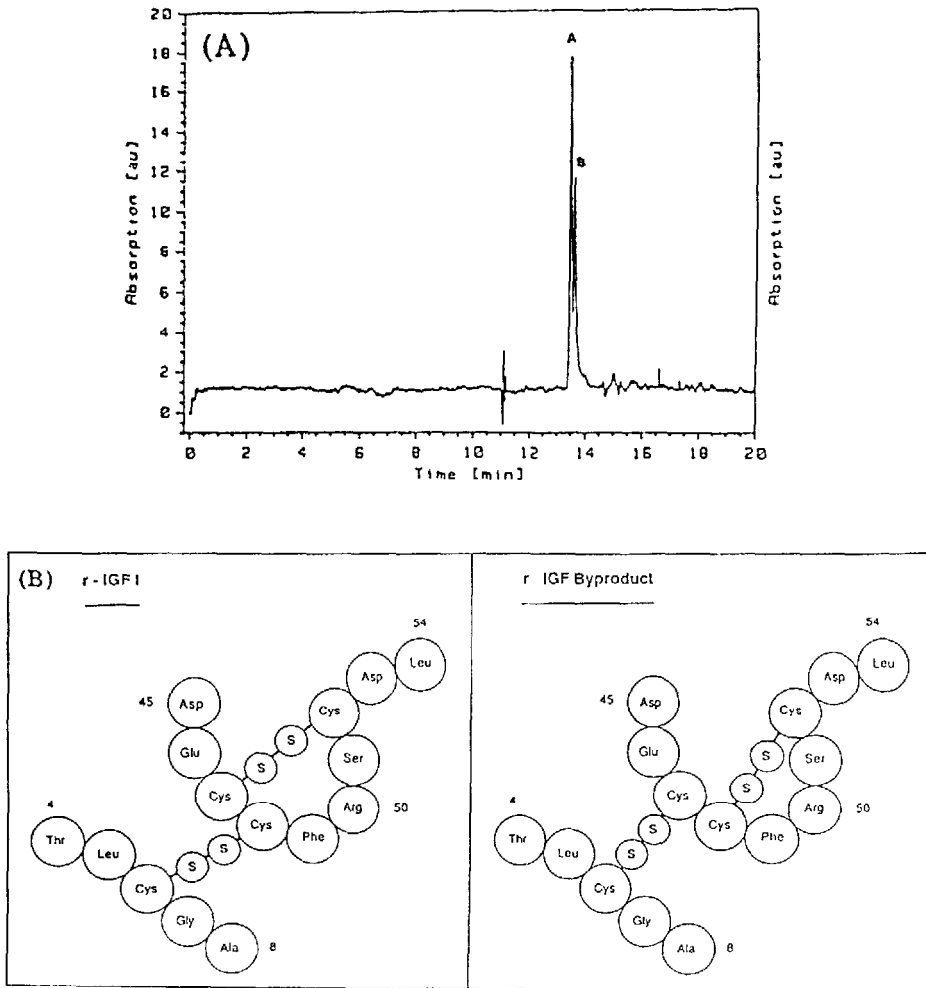 (A)
20
18
16
14
12
10
8
6
4
2
0
Absorption [au]
Absorption [au]
A
B
0 2 4 6 8 10 12 14 16 18 20
Time [min]
(B)
r - IGF I
54
Leu
Asp
45
Asp
Cys
S
S
Glu
Ser
Cys
4
Cys
Arg
50
Thr
Leu
S
S
Phe
Cys
Gly
Ala
8
r IGF Byproduct
54
Leu
Asp
45
Asp
Cys
S
S
Glu
Ser
Cys
4
Cys
Arg
50
Thr
Leu
S
S
Phe
Cys
Gly
Ala
8